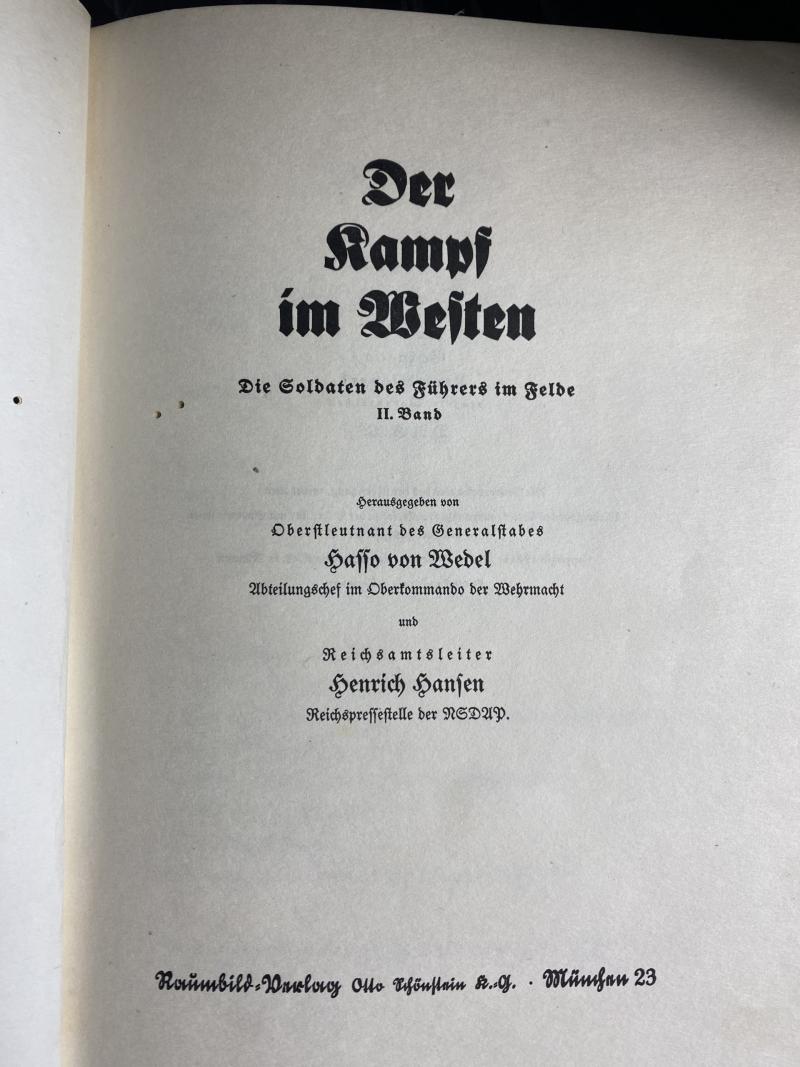 Der
Kampf
im Westen
Die Soldaten des Führers im Felde
II. Band
Herausgegeben von
Oberstleutnant des Generalstabes
Hasso von Wedel
Abteilungschef im Oberkommando der Wehrmacht
und
Reichsamtsleiter
Henrich Hansen
Reichspressestelle der NSDAP.
Raumbild-Verlag Otto Schönstein K.-G. · München 23